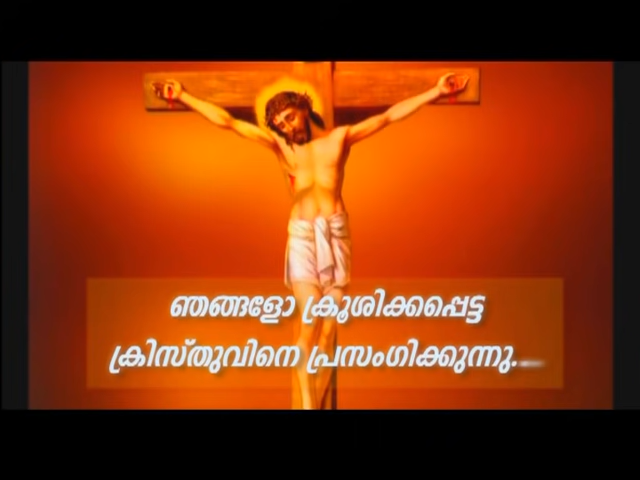 ഞങ്ങളോ ക്രൂശിക്കപ്പെട്ട
ക്രിസ്തുവിനെ പ്രസംഗിക്കുന്നു....